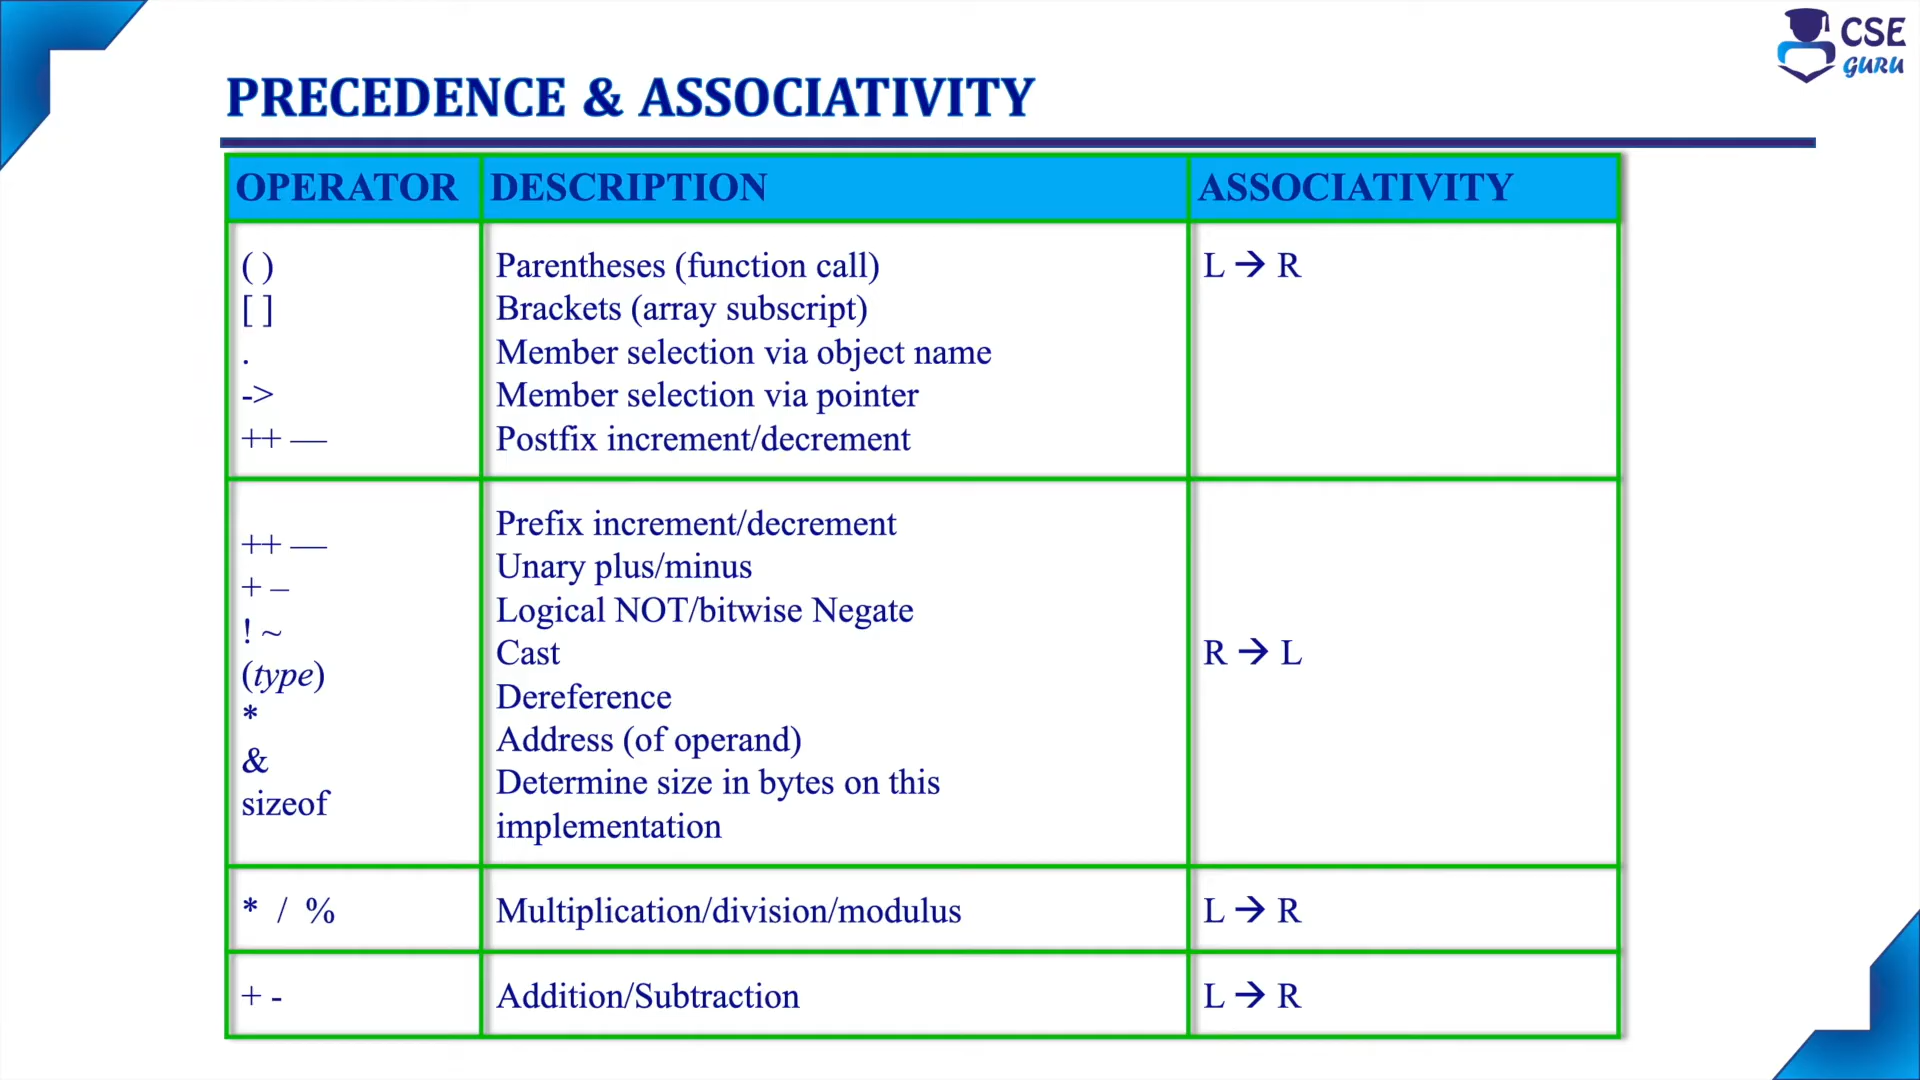 CSE
GURU
PRECEDENCE & ASSOCIATIVITY
OPERATOR DESCRIPTION ASSOCIATIVITY
( ) Parentheses (function call) L → R
[ ] Brackets (array subscript)
. Member selection via object name
-> Member selection via pointer
++ — Postfix increment/decrement
++ — Prefix increment/decrement
+ – Unary plus/minus
! ~ Logical NOT/bitwise Negate
(type) Cast R → L
* Dereference
& Address (of operand)
sizeof Determine size in bytes on this
implementation
* / % Multiplication/division/modulus L → R
+ - Addition/Subtraction L → R